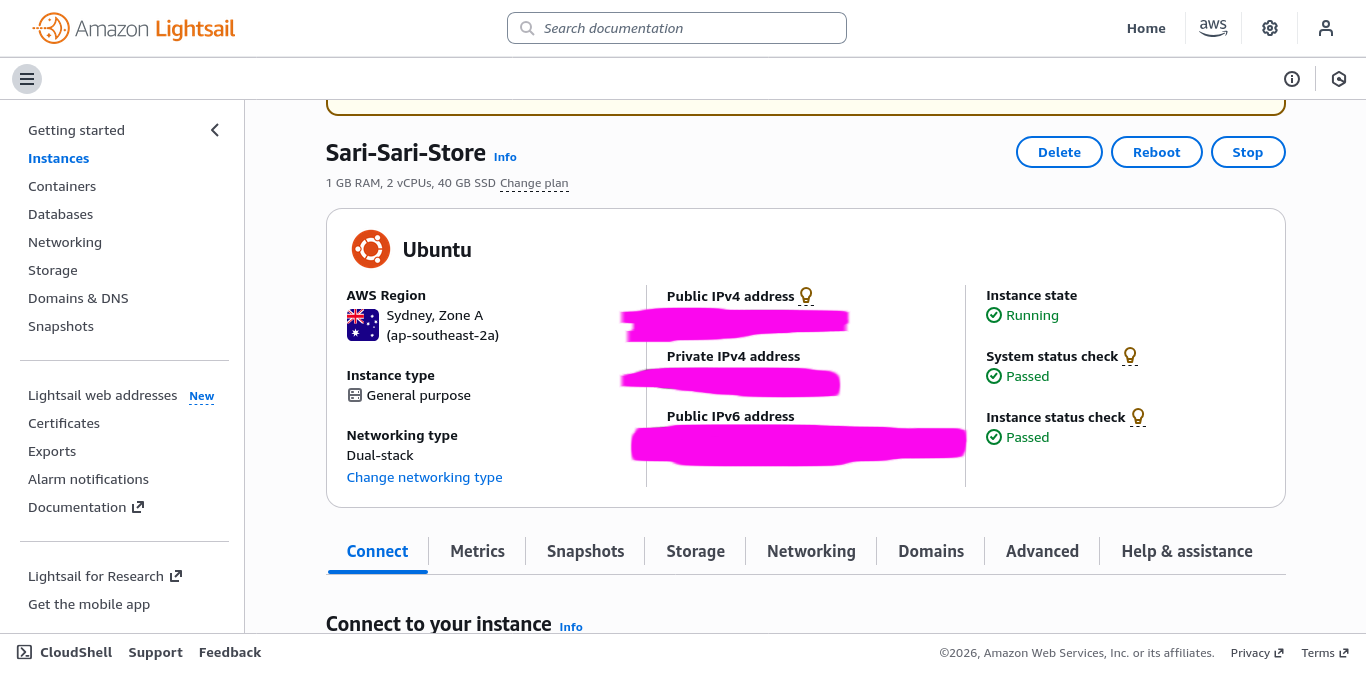 Amazon Lightsail
Search documentation
Home
aws
Getting started
Instances
Containers
Databases
Networking
Storage
Domains & DNS
Snapshots
Lightsail web addresses New
Certificates
Exports
Alarm notifications
Documentation
Lightsail for Research
Get the mobile app
Sari-Sari-Store Info
Delete
Reboot
Stop
1 GB RAM, 2 vCPUs, 40 GB SSD Change plan
Ubuntu
AWS Region
Sydney, Zone A
(ap-southeast-2a)
Instance type
General purpose
Networking type
Dual-stack
Change networking type
Public IPv4 address
Private IPv4 address
Public IPv6 address
Instance state
Running
System status check
Passed
Instance status check
Passed
Connect
Metrics
Snapshots
Storage
Networking
Domains
Advanced
Help & assistance
Connect to your instance Info
CloudShell
Support
Feedback
©2026, Amazon Web Services, Inc. or its affiliates.
Privacy
Terms